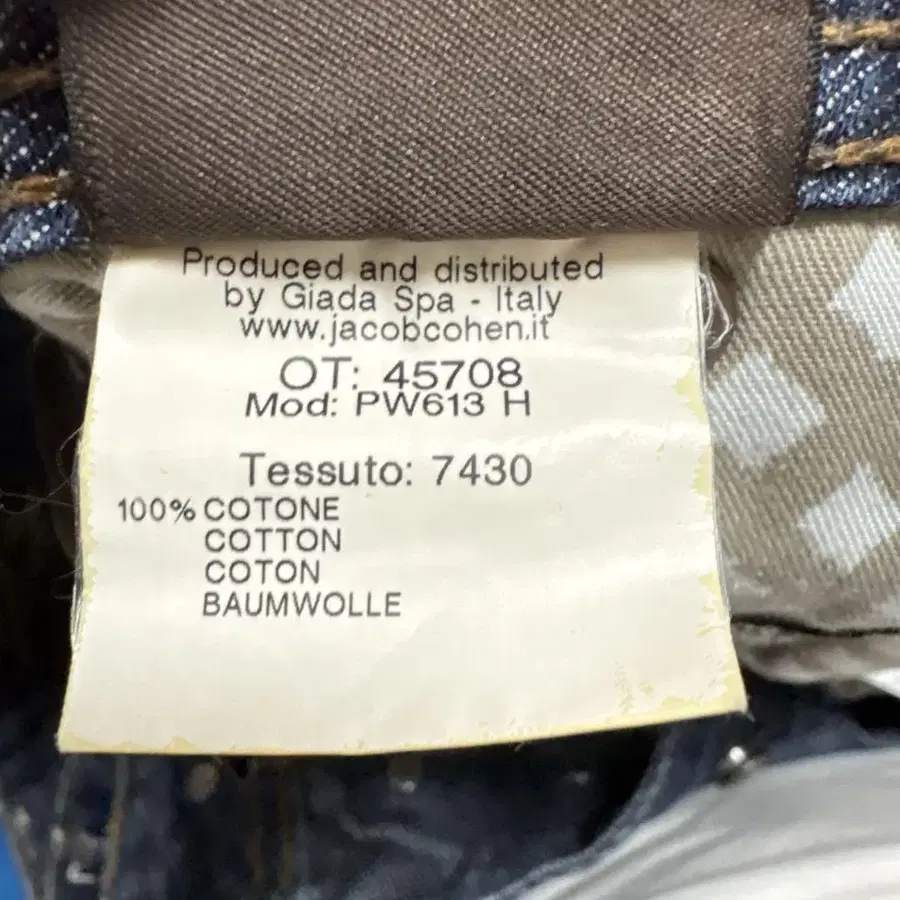 Produced and distributed
by Giada Spa - Italy
www.jacobcohen.it
OT: 45708
Mod: PW613 H
Tessuto: 7430
100% COTONE
COTTON
COTON
BAUMWOLLE